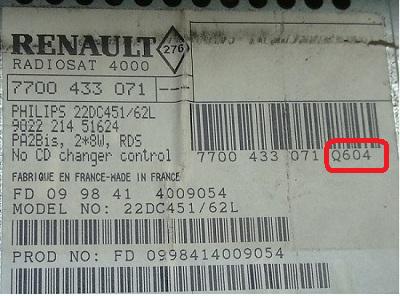 RENAULT 276
RADIOSAT 4000
7700 433 071 ---
PHILIPS 22DC451/62L
9022 214 51624
PA2Bis, 2*8W, RDS
No CD changer control
7700 433 071 Q604
FABRIQUE EN FRANCE-MADE IN FRANCE
FD 09 98 41 4009054
MODEL NO: 22DC451/62L
PROD NO: FD 0998414009054